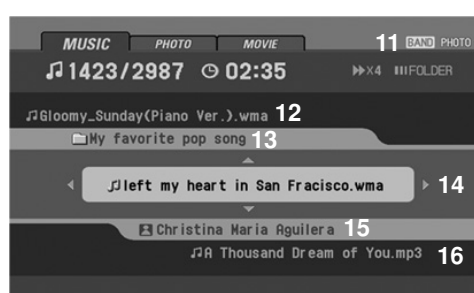 MUSIC PHOTO MOVIE 11 BAND PHOTO
1423/2987 02:35 X4 FOLDER
Gloomy_Sunday(Piano Ver.).wma 12
My favorite pop song 13
left my heart in San Fracisco.wma 14
Christina Maria Aguilera 15
A Thousand Dream of You.mp3 16